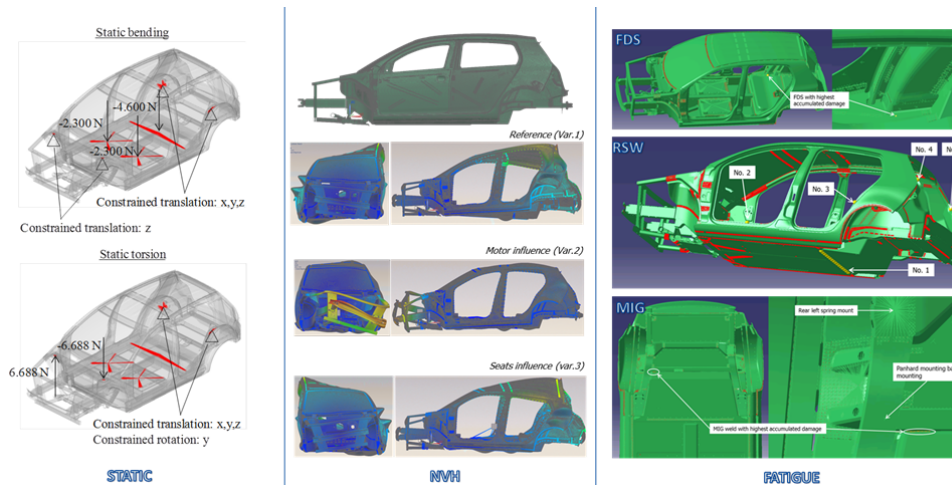 Static bending
-4.600 N
-2.300 N
-2.300 N
Constrained translation: x,y,z
Constrained translation: z
Static torsion
-6.688 N
6.688 N
Constrained translation: x,y,z
Constrained rotation: y
STATIC
Reference (Var.1)
Motor influence (Var.2)
Seats influence (var.3)
NVH
FDS
FDS with highest
accumulated damage
RSW
No. 4
No. 2
No. 3
No. 1
MIG
Rear left spring mount
Panhard mounting
mounting
MIG weld with highest accumulated damage
FATIGUE